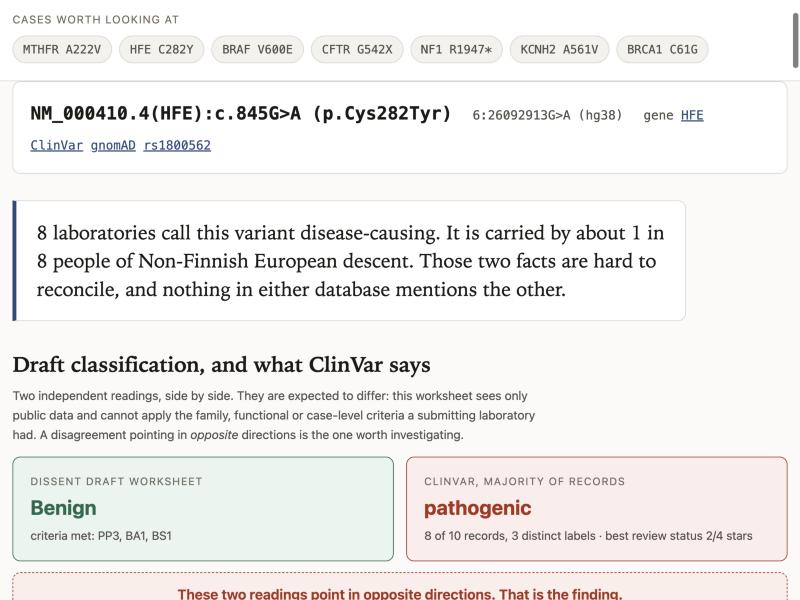 CASES WORTH LOOKING AT
MTHFR A222V HFE C282Y BRAF V600E CFTR G542X NF1 R1947* KCNH2 A561V BRCA1 C61G
NM_000410.4(HFE):c.845G>A (p.Cys282Tyr) 6:26092913G>A (hg38) gene HFE
ClinVar gnomAD rs1800562
8 laboratories call this variant disease-causing. It is carried by about 1 in
8 people of Non-Finnish European descent. Those two facts are hard to
reconcile, and nothing in either database mentions the other.
Draft classification, and what ClinVar says
Two independent readings, side by side. They are expected to differ: this worksheet sees only
public data and cannot apply the family, functional or case-level criteria a submitting laboratory
had. A disagreement pointing in opposite directions is the one worth investigating.
DISSENT DRAFT WORKSHEET
Benign
criteria met: PP3, BA1, BS1
CLINVAR, MAJORITY OF RECORDS
pathogenic
8 of 10 records, 3 distinct labels · best review status 2/4 stars
These two readings point in opposite directions. That is the finding.